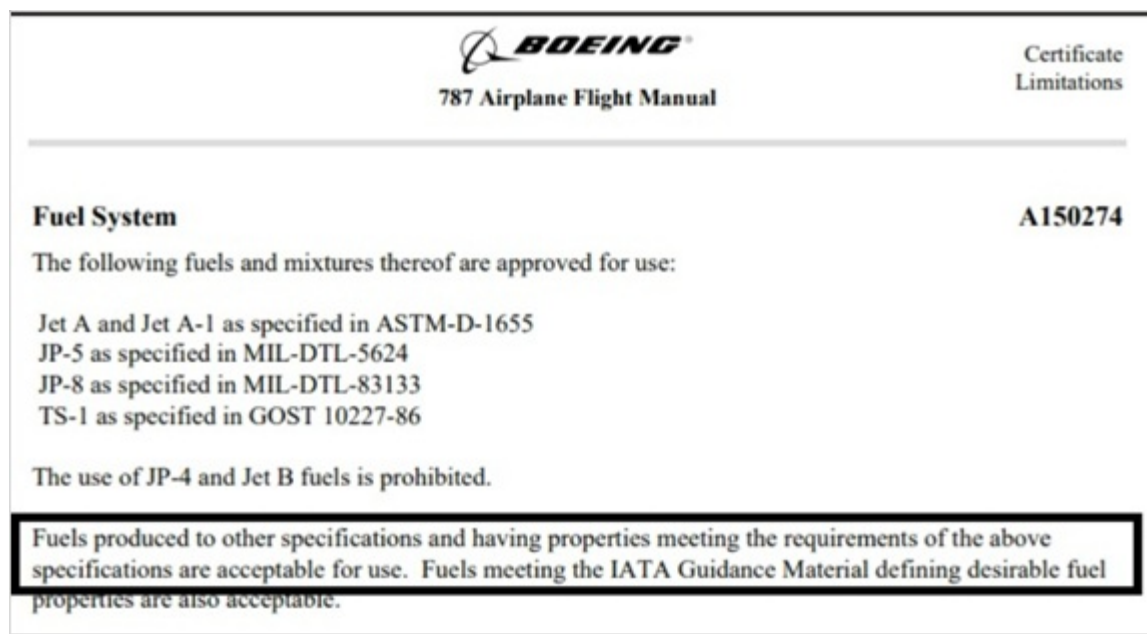 BOEING
Certificate
Limitations
787 Airplane Flight Manual
Fuel System A150274
The following fuels and mixtures thereof are approved for use:
Jet A and Jet A-1 as specified in ASTM-D-1655
JP-5 as specified in MIL-DTL-5624
JP-8 as specified in MIL-DTL-83133
TS-1 as specified in GOST 10227-86
The use of JP-4 and Jet B fuels is prohibited.
Fuels produced to other specifications and having properties meeting the requirements of the above
specifications are acceptable for use. Fuels meeting the IATA Guidance Material defining desirable fuel
properties are also acceptable.